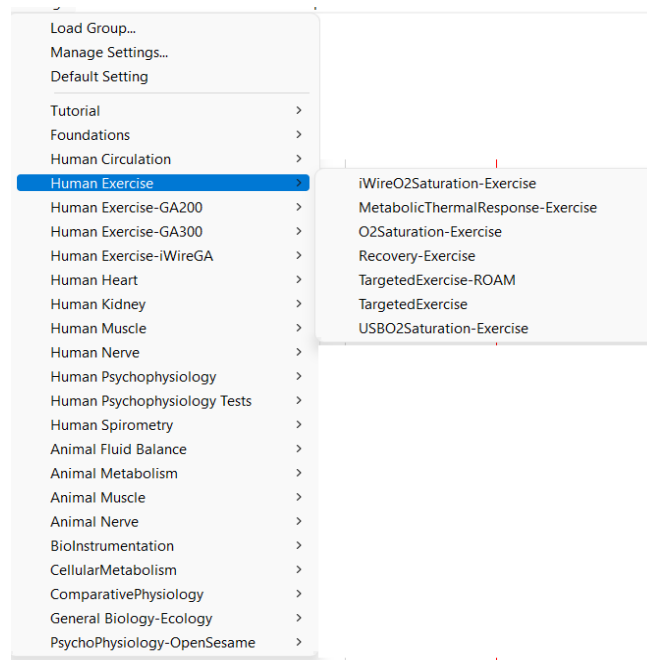 Load Group...
Manage Settings...
Default Setting
Tutorial
Foundations
Human Circulation
Human Exercise
Human Exercise-GA200
Human Exercise-GA300
Human Exercise-iWireGA
Human Heart
Human Kidney
Human Muscle
Human Nerve
Human Psychophysiology
Human Psychophysiology Tests
Human Spirometry
Animal Fluid Balance
Animal Metabolism
Animal Muscle
Animal Nerve
BioInstrumentation
CellularMetabolism
ComparativePhysiology
General Biology-Ecology
PsychoPhysiology-OpenSesame
iWireO2Saturation-Exercise
MetabolicThermalResponse-Exercise
O2Saturation-Exercise
Recovery-Exercise
TargetedExercise-ROAM
TargetedExercise
USBO2Saturation-Exercise